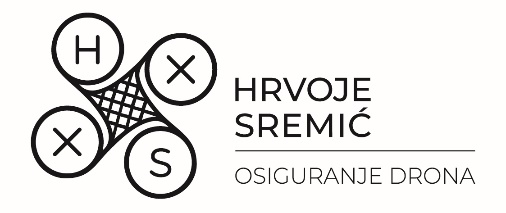 H X
X S
HRVOJE
SREMIĆ
OSIGURANJE DRONA